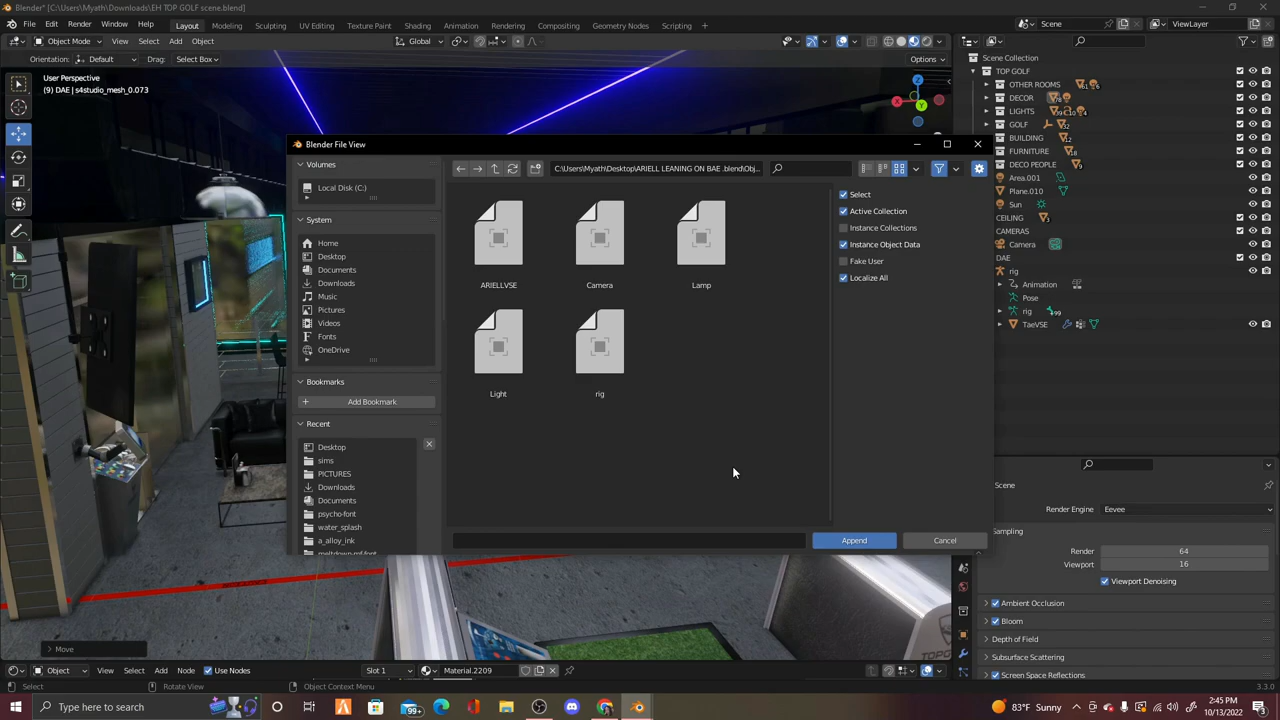 Blender* [C:\Users\Myath\Downloads\EH TOP GOLF scene.blend]
File Edit Render Window Help Layout Modeling Sculpting UV Editing Texture Paint Shading Animation Rendering Compositing Geometry Nodes Scripting + Scene ViewLayer
Object Mode View Select Add Object Global
Orientation: Default Drag: Select Box Options
User Perspective
(9) DAE | s4studio_mesh_0.073
Z
X
Y
Scene Collection
TOP GOLF
OTHER ROOMS
DECOR
LIGHTS
GOLF
BUILDING
FURNITURE
DECO PEOPLE
Area.001
Plane.010
Sun
CEILING
CAMERAS
Camera
DAE
rig
Animation
Pose
rig
TaeVSE
Blender File View
Volumes
Local Disk (C:)
System
Home
Desktop
Documents
Downloads
Music
Pictures
Videos
Fonts
OneDrive
Bookmarks
Add Bookmark
Recent
Desktop
sims
PICTURES
Downloads
Documents
psycho-font
water_splash
a_alloy_ink
meltdown-mf.font
C:\Users\Myath\Desktop\ARIELL LEANING ON BAE .blend\Obj...
ARIELLVSE
Camera
Lamp
Light
rig
Select
Active Collection
Instance Collections
Instance Object Data
Fake User
Localize All
Append
Cancel
Scene
Render Engine Eevee
Sampling
Render 64
Viewport 16
Viewport Denoising
Ambient Occlusion
Bloom
Depth of Field
Subsurface Scattering
Screen Space Reflections
Move
Object View Select Add Node Use Nodes Slot 1 Material.2209
Select Rotate View Object Context Menu 3.3.0
Type here to search 99+ 83°F Sunny 2:45 PM
10/13/2022